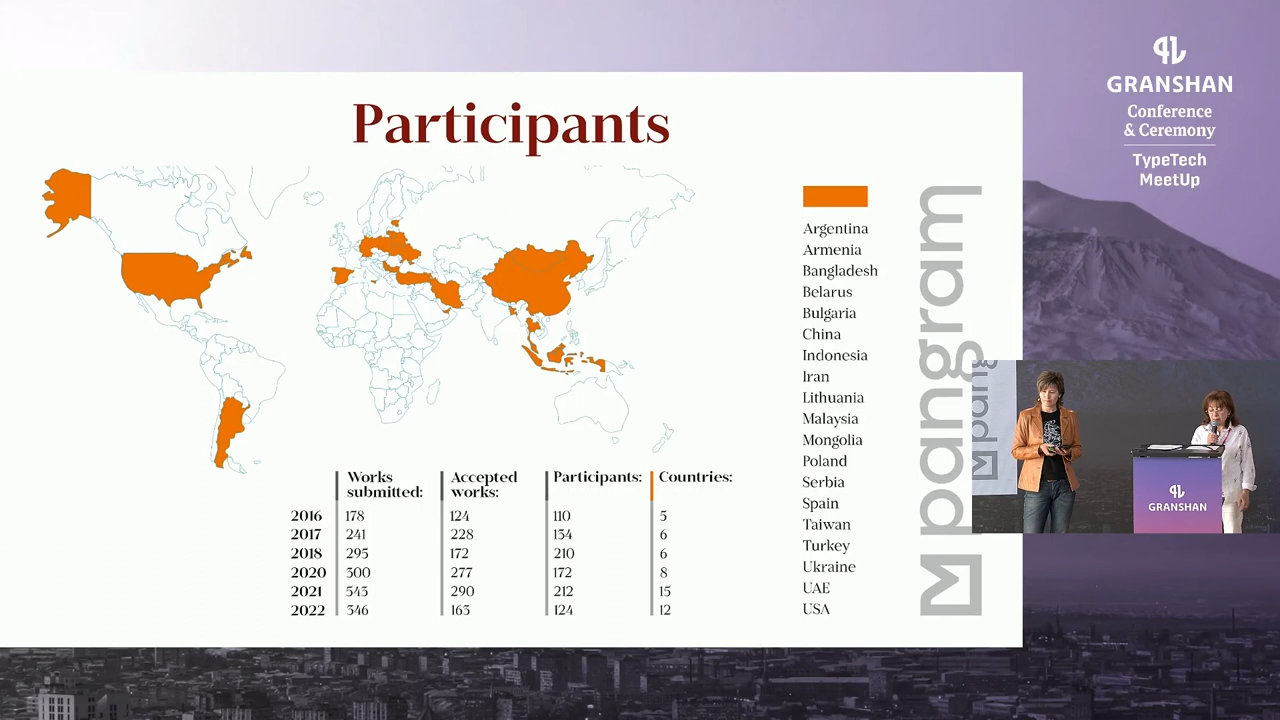 Participants
Works submitted:
Accepted works:
Participants:
Countries:
2016 178 124 110 5
2017 241 228 134 6
2018 295 172 210 6
2020 300 277 172 8
2021 543 290 212 15
2022 346 163 124 12
Argentina
Armenia
Bangladesh
Belarus
Bulgaria
China
Indonesia
Iran
Lithuania
Malaysia
Mongolia
Poland
Serbia
Spain
Taiwan
Turkey
Ukraine
UAE
USA
pangram
GRANSHAN
Conference
& Ceremony
TypeTech
MeetUp
pang
GRANSHAN